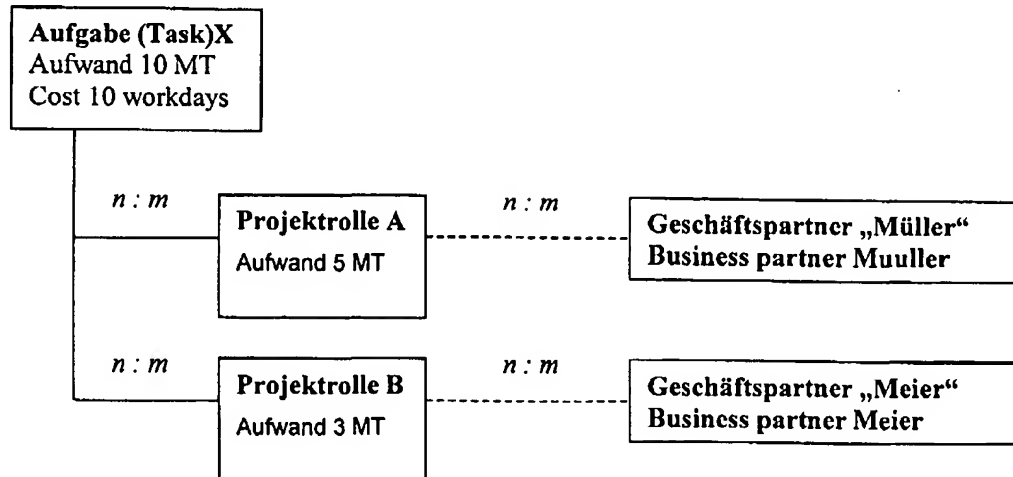 Aufgabe (Task)X
Aufwand 10 MT
Cost 10 workdays
n : m
Projektrolle A
Aufwand 5 MT
n : m
Geschäftspartner „Müller“
Business partner Muuller
n : m
Projektrolle B
Aufwand 3 MT
n : m
Geschäftspartner „Meier“
Business partner Meier